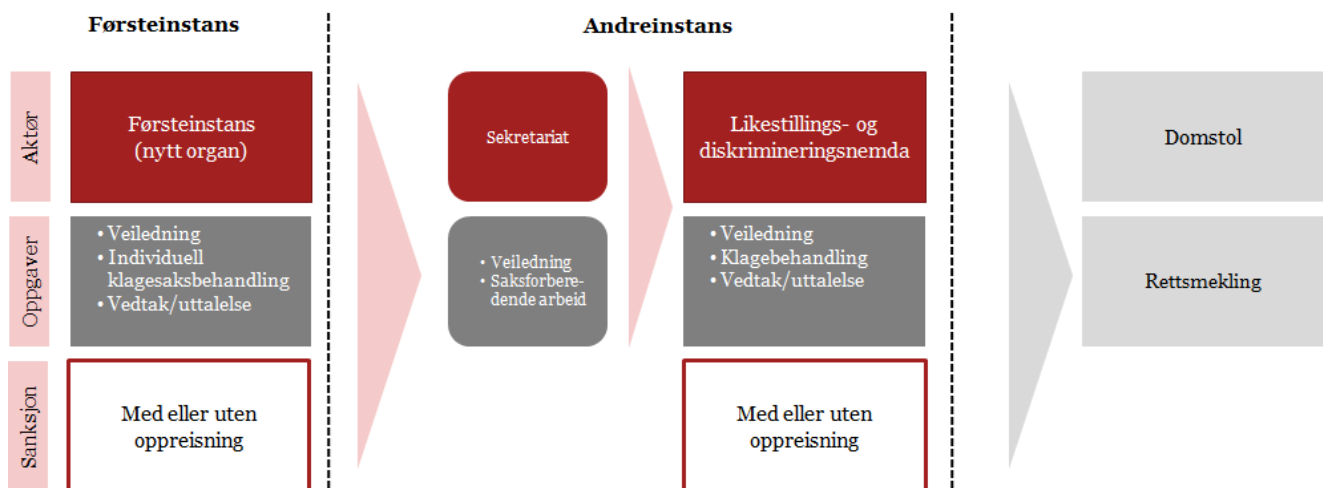 Førsteinstans
Andreinstans
Aktør
Førsteinstans
(nytt organ)
Sekretariat
Likestillings- og
diskrimineringsnemda
Domstol
Oppgaver
• Veiledning
• Individuell
klagesaksbehandling
• Vedtak/uttalelse
• Veiledning
• Saksforbere-
dende arbeid
• Veiledning
• Klagebehandling
• Vedtak/uttalelse
Rettsmekling
Sanksjon
Med eller uten
oppreisning
Med eller uten
oppreisning